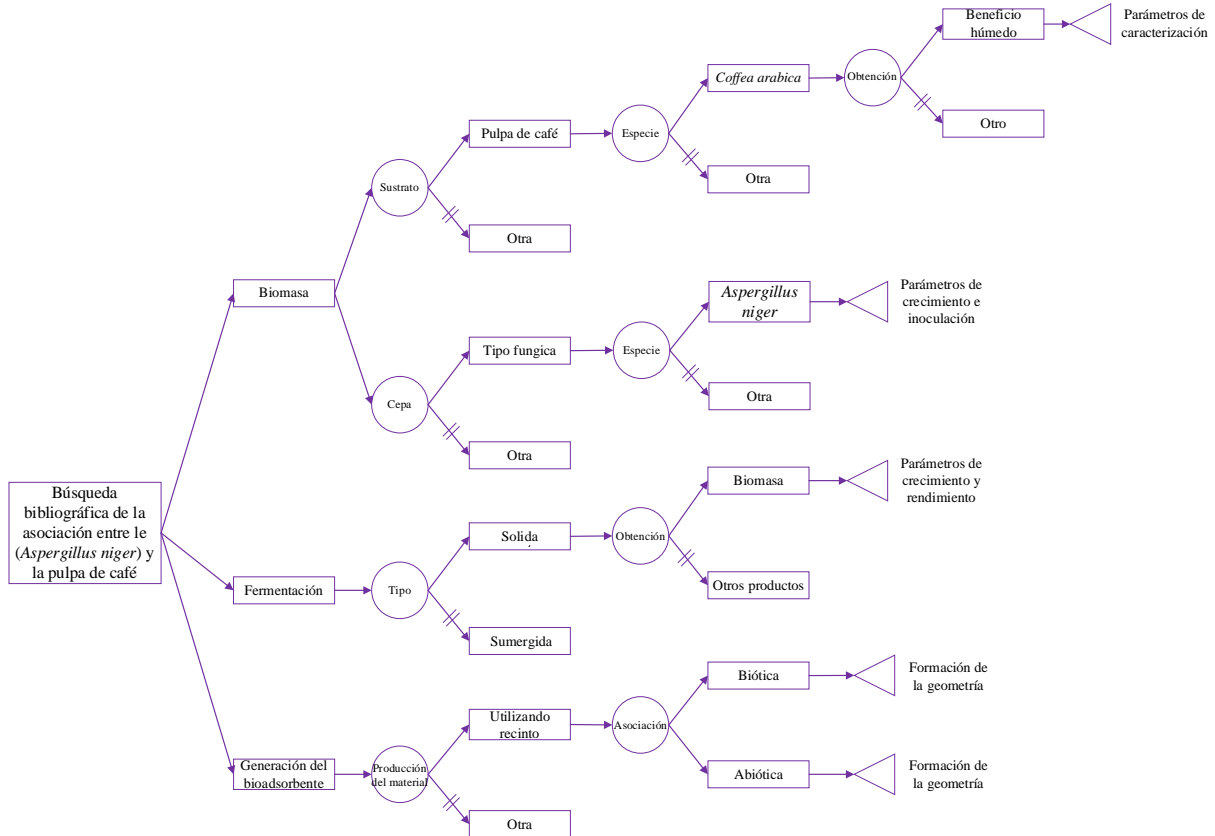 Beneficio
húmedo
Parámetros de
caracterización
Coffea arabica
Obtención
Otro
Pulpa de café
Especie
Otra
Sustrato
Otra
Biomasa
Aspergillus
niger
Parámetros de
crecimiento e
inoculación
Tipo fungica
Especie
Otra
Cepa
Otra
Búsqueda
bibliográfica de la
asociación entre le
(Aspergillus niger) y
la pulpa de café
Biomasa
Parámetros de
crecimiento y
rendimiento
Solida
Obtención
Otros productos
Fermentación
Tipo
Sumergida
Biótica
Formación de
la geometría
Utilizando
recinto
Asociación
Abiótica
Formación de
la geometría
Generación del
bioadsorbente
Producción
del material
Otra